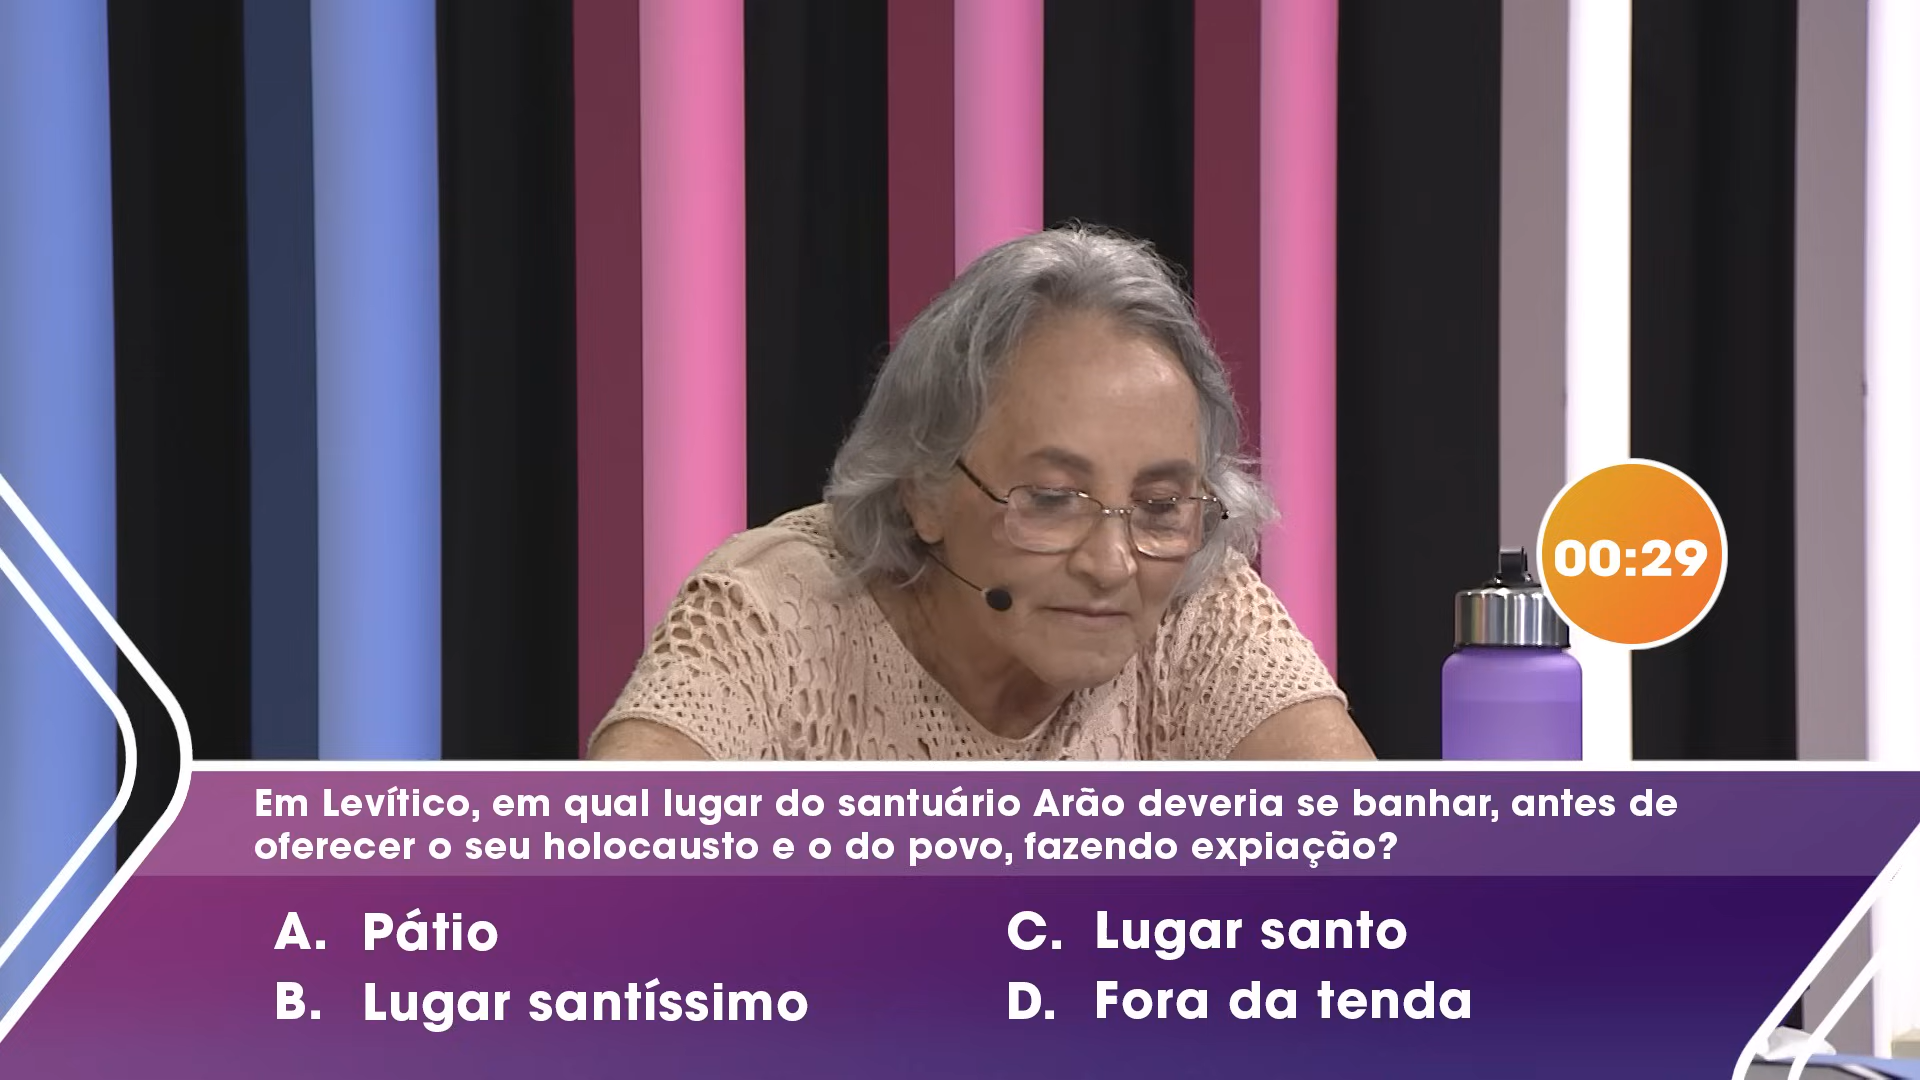 00:29
Em Levítico, em qual lugar do santuário Arão deveria se banhar, antes de
oferecer o seu holocausto e o do povo, fazendo expiação?
A. Pátio
B. Lugar santíssimo
C. Lugar santo
D. Fora da tenda